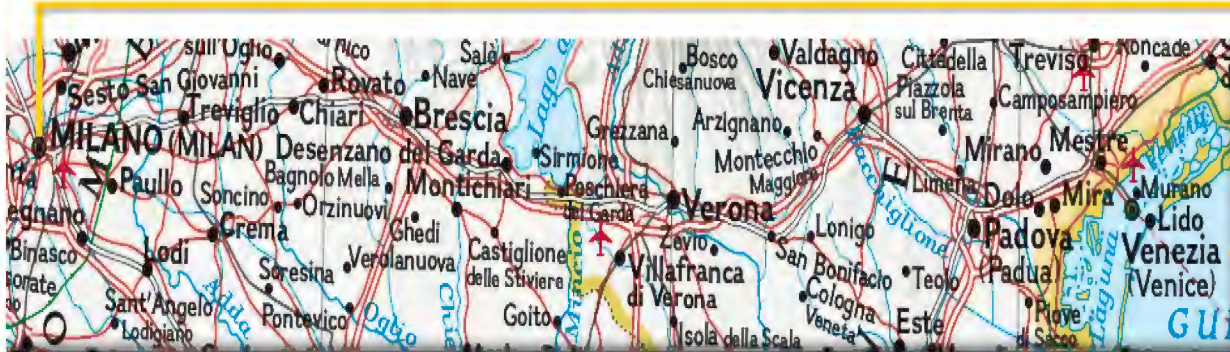 sull'Oglio
Salò
Bosco
Chiesanuova
Valdagno
Cittadella
Treviso
Roncade
Sesto San Giovanni
Rovato
Nave
Lago
Vicenza
Piazzola
sul Brenta
Camposampiero
Treviglio
Chiari
Brescia
Grezzana
Arzignano
Mestre
MILANO (MILAN)
Desenzano del Garda
Sirmione
Montecchio
Maggiore
Mirano
Paullo
Soncino
Bagnolo Mella
Montichiari
Peschiera
del Garda
Verona
Limena
Dolo
Mira
Murano
Orzinuovi
Lido
Crema
Ghedi
Castiglione
delle Stiviere
Zevio
Lonigo
Bacchiglione
Padova
(Padua)
Venezia
(Venice)
Binasco
Lodi
Soresina
Verolanuova
Mincio
Villafranca
di Verona
San Bonifacio
Teolo
Laguna
Veneta
Sant'Angelo
Lodigiano
Adda
Pontevico
Oglio
Goito
Isola della Scala
Cologna
Veneta
Este
Piove
di Sacco
GU